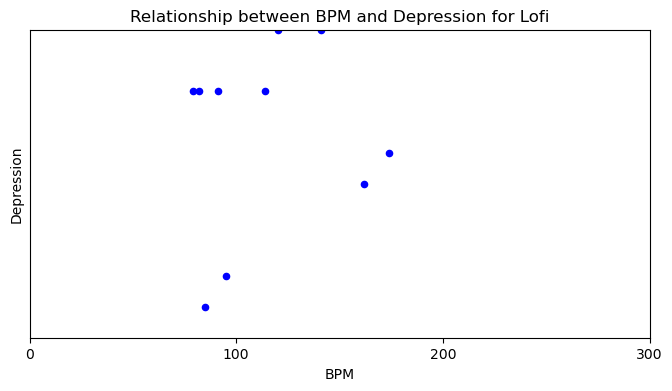 Relationship between BPM and Depression for Lofi
Depression
0 100 200 300
BPM